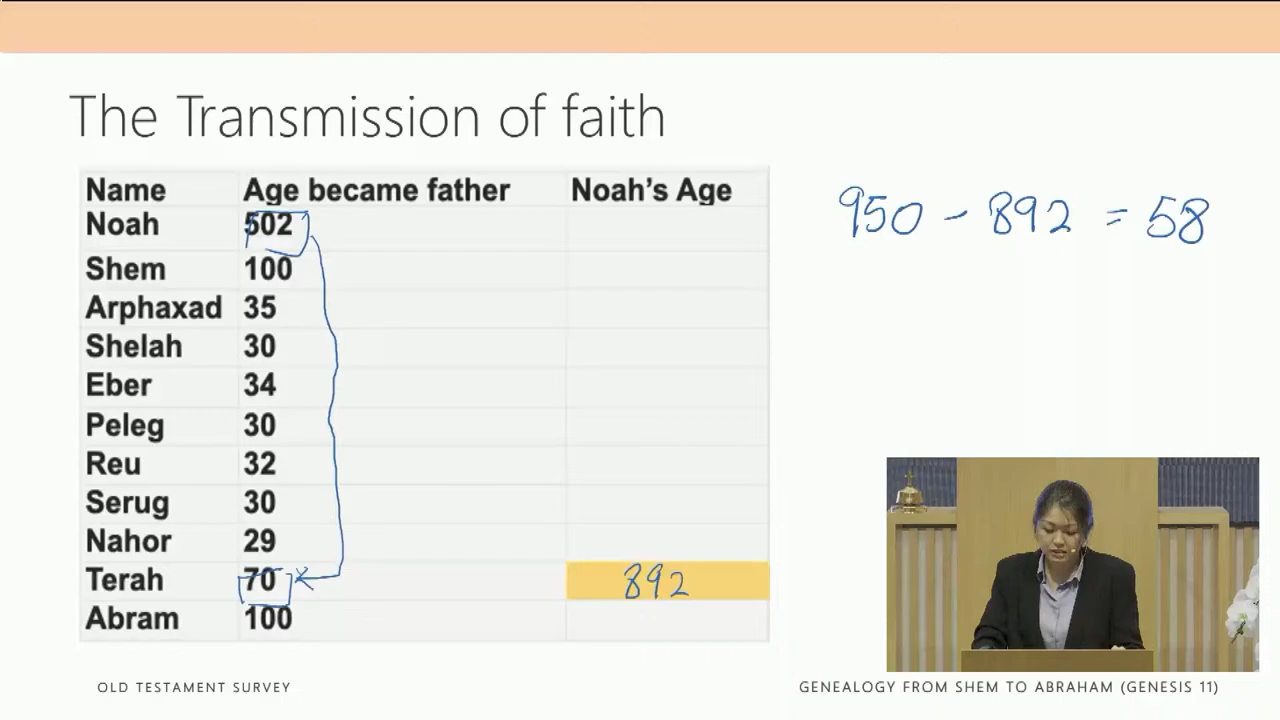 The Transmission of faith
Name Age became father Noah's Age
Noah 502
Shem 100
Arphaxad 35
Shelah 30
Eber 34
Peleg 30
Reu 32
Serug 30
Nahor 29
Terah 70 892
Abram 100
950 - 892 = 58
OLD TESTAMENT SURVEY
GENEALOGY FROM SHEM TO ABRAHAM (GENESIS 11)